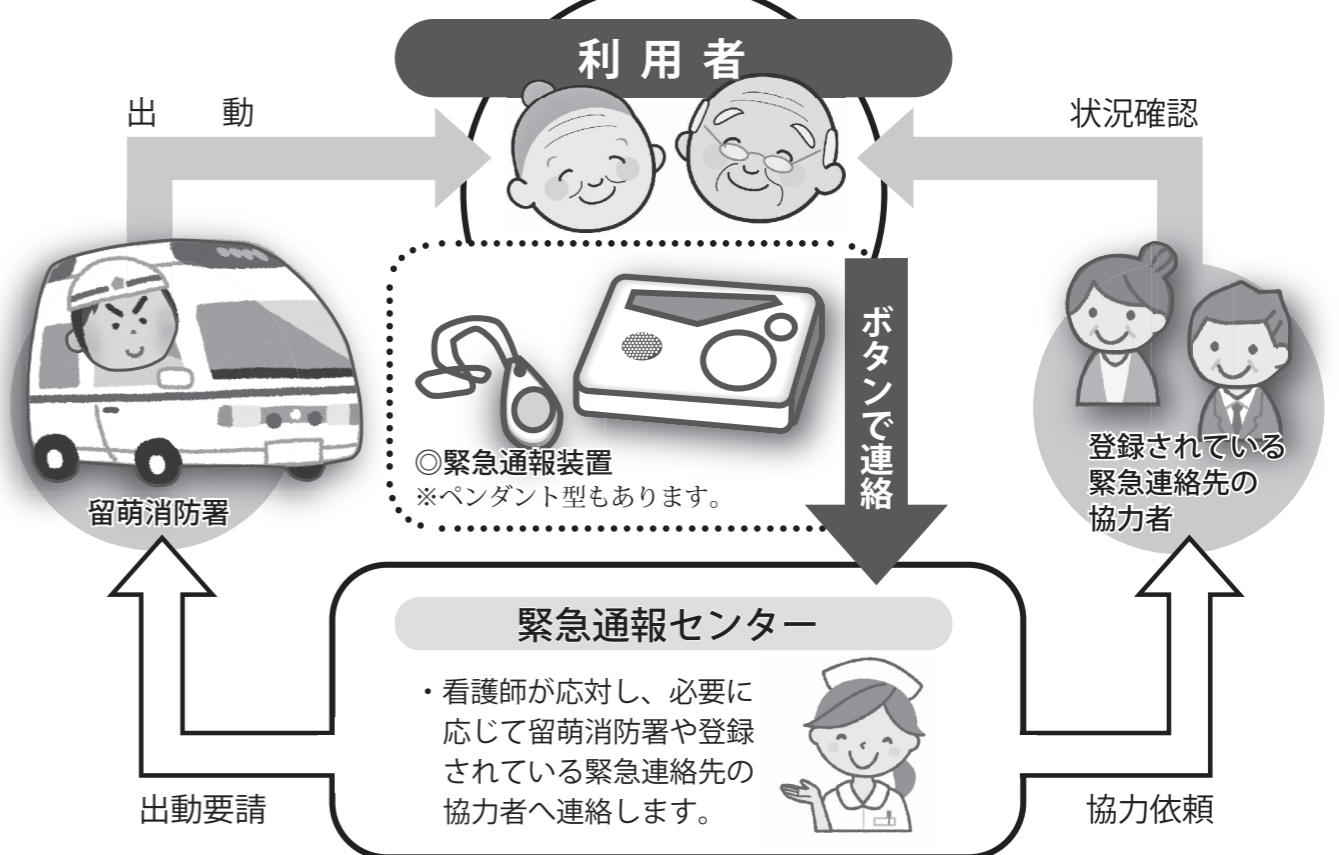 利用者
出　動
状況確認
ボタンで連絡
◎緊急通報装置
※ペンダント型もあります。
留萌消防署
登録されている
緊急連絡先の
協力者
緊急通報センター
・看護師が応対し、必要に
応じて留萌消防署や登録
されている緊急連絡先の
協力者へ連絡します。
出動要請
協力依頼